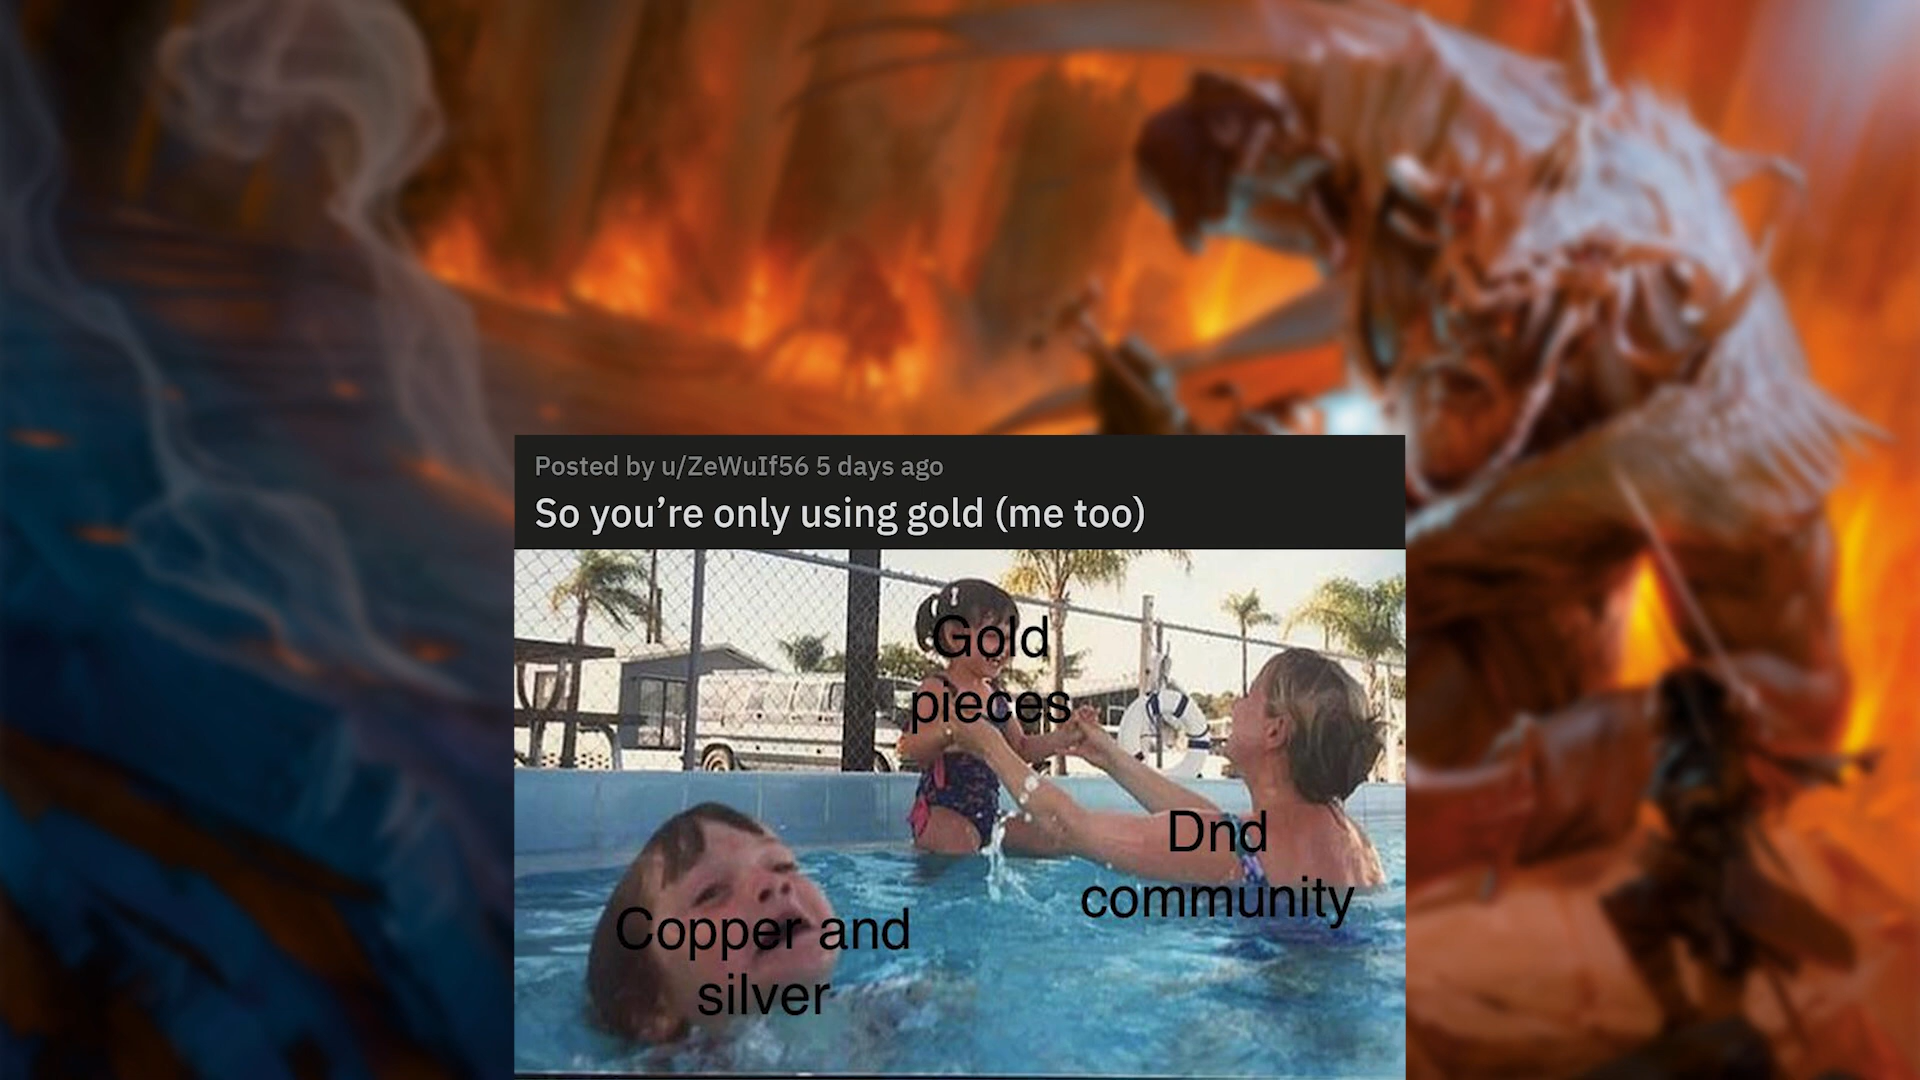 Posted by u/ZeWuIf56 5 days ago
So you’re only using gold (me too)
Gold
pieces
Dnd
community
Copper and
silver